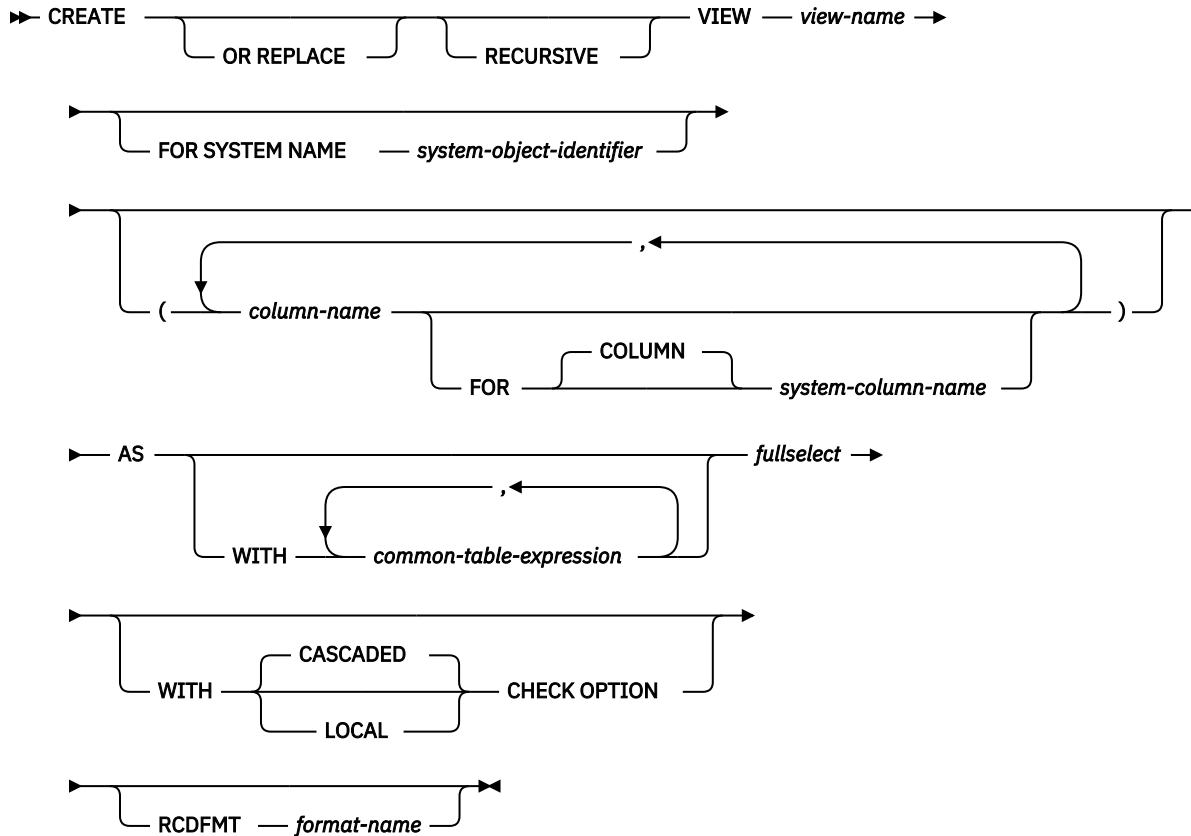 CREATE OR REPLACE RECURSIVE VIEW view-name
FOR SYSTEM NAME system-object-identifier
,
( column-name )
COLUMN
FOR system-column-name
AS fullselect
,
WITH common-table-expression
CASCADED
WITH CHECK OPTION
LOCAL
RCDFMT format-name